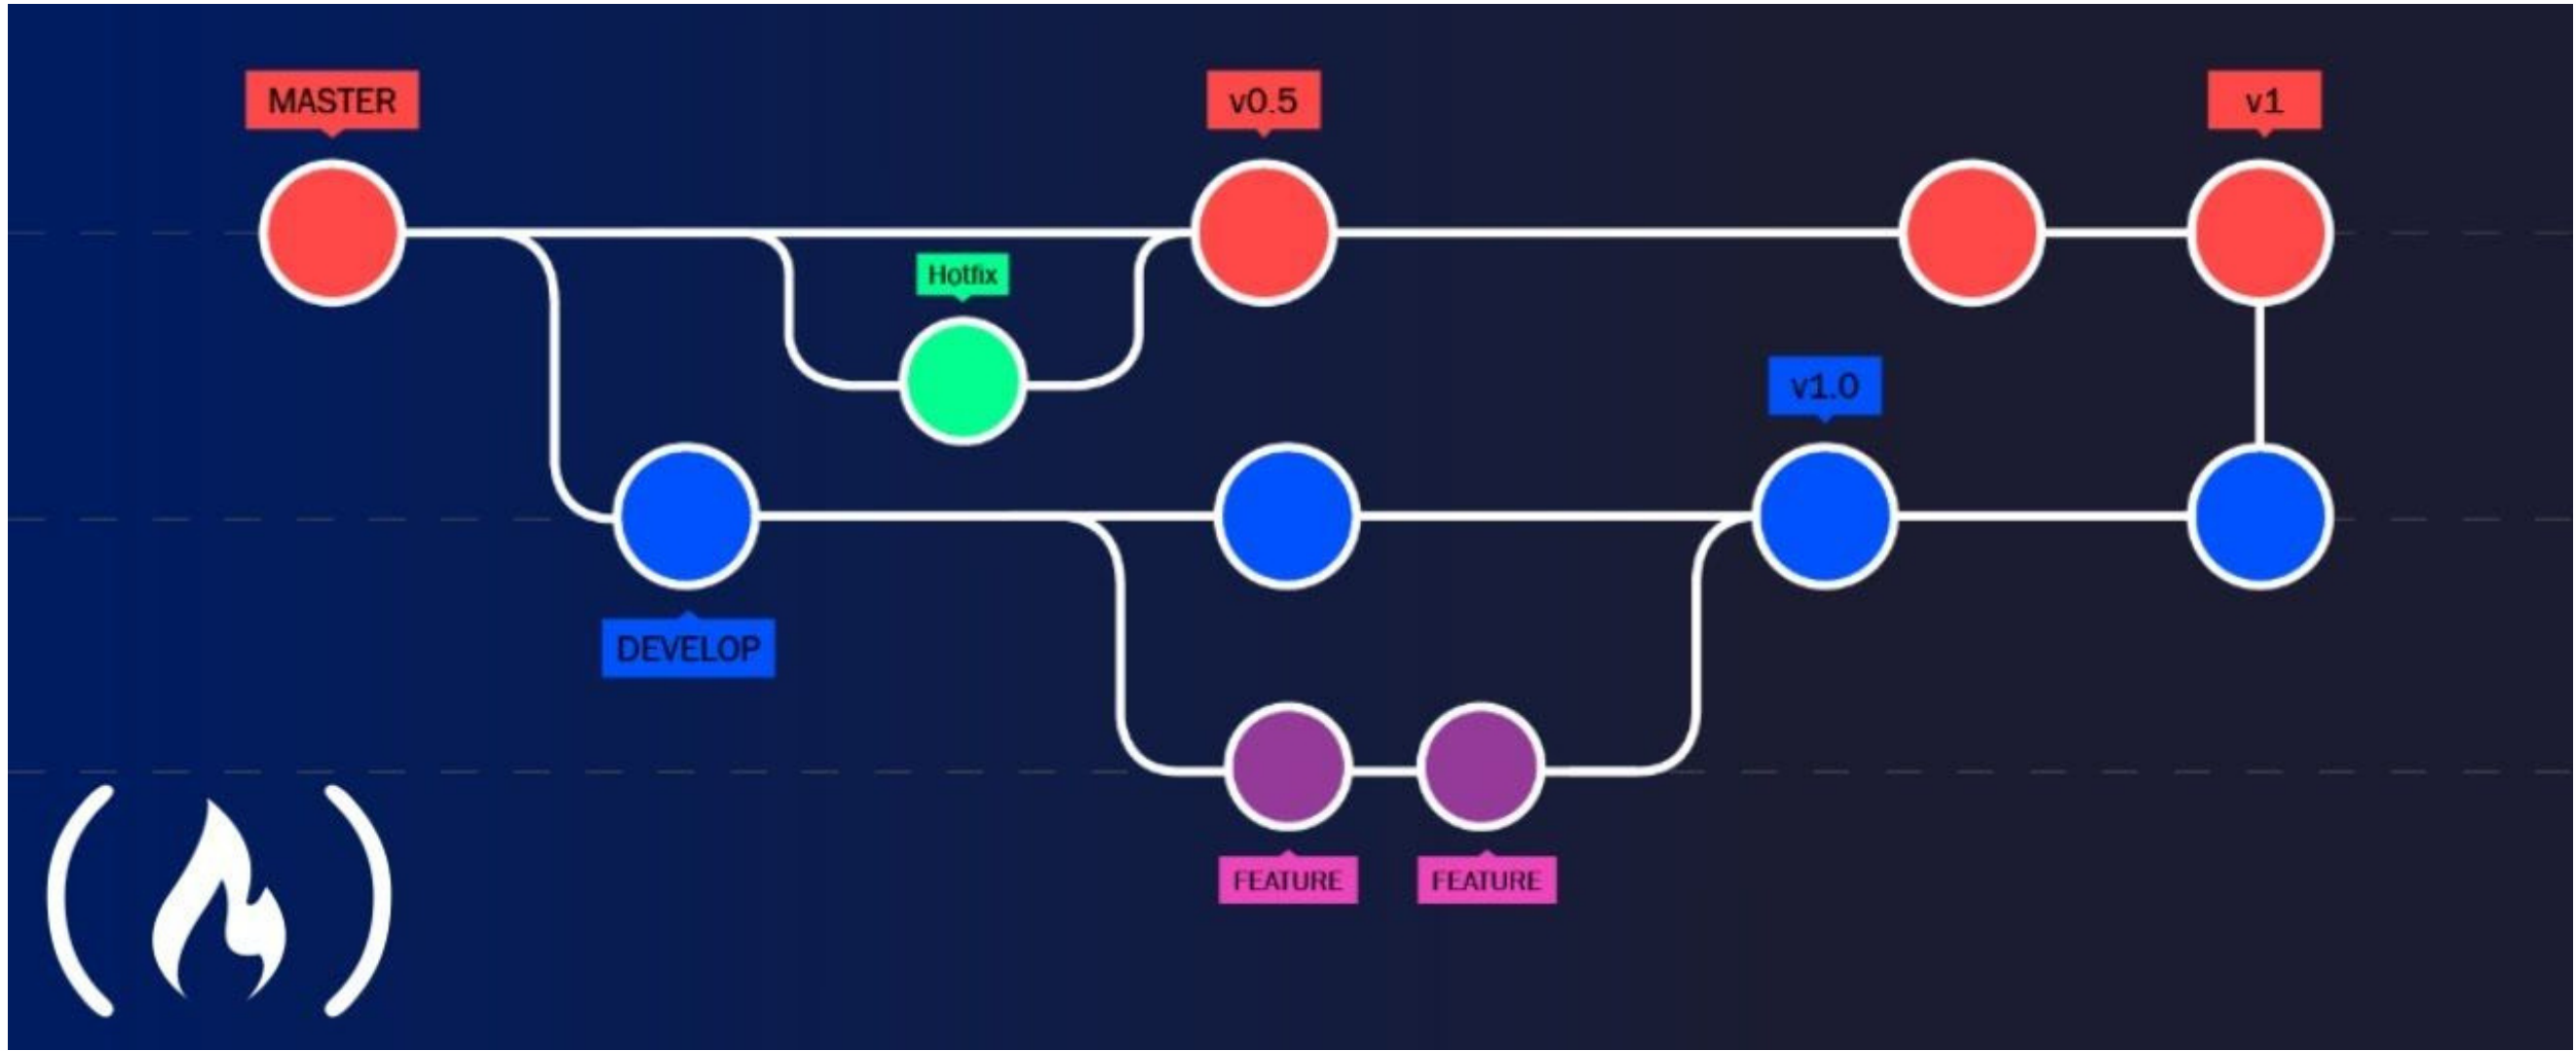 MASTER
v0.5
v1
Hotfix
v1.0
DEVELOP
FEATURE
FEATURE